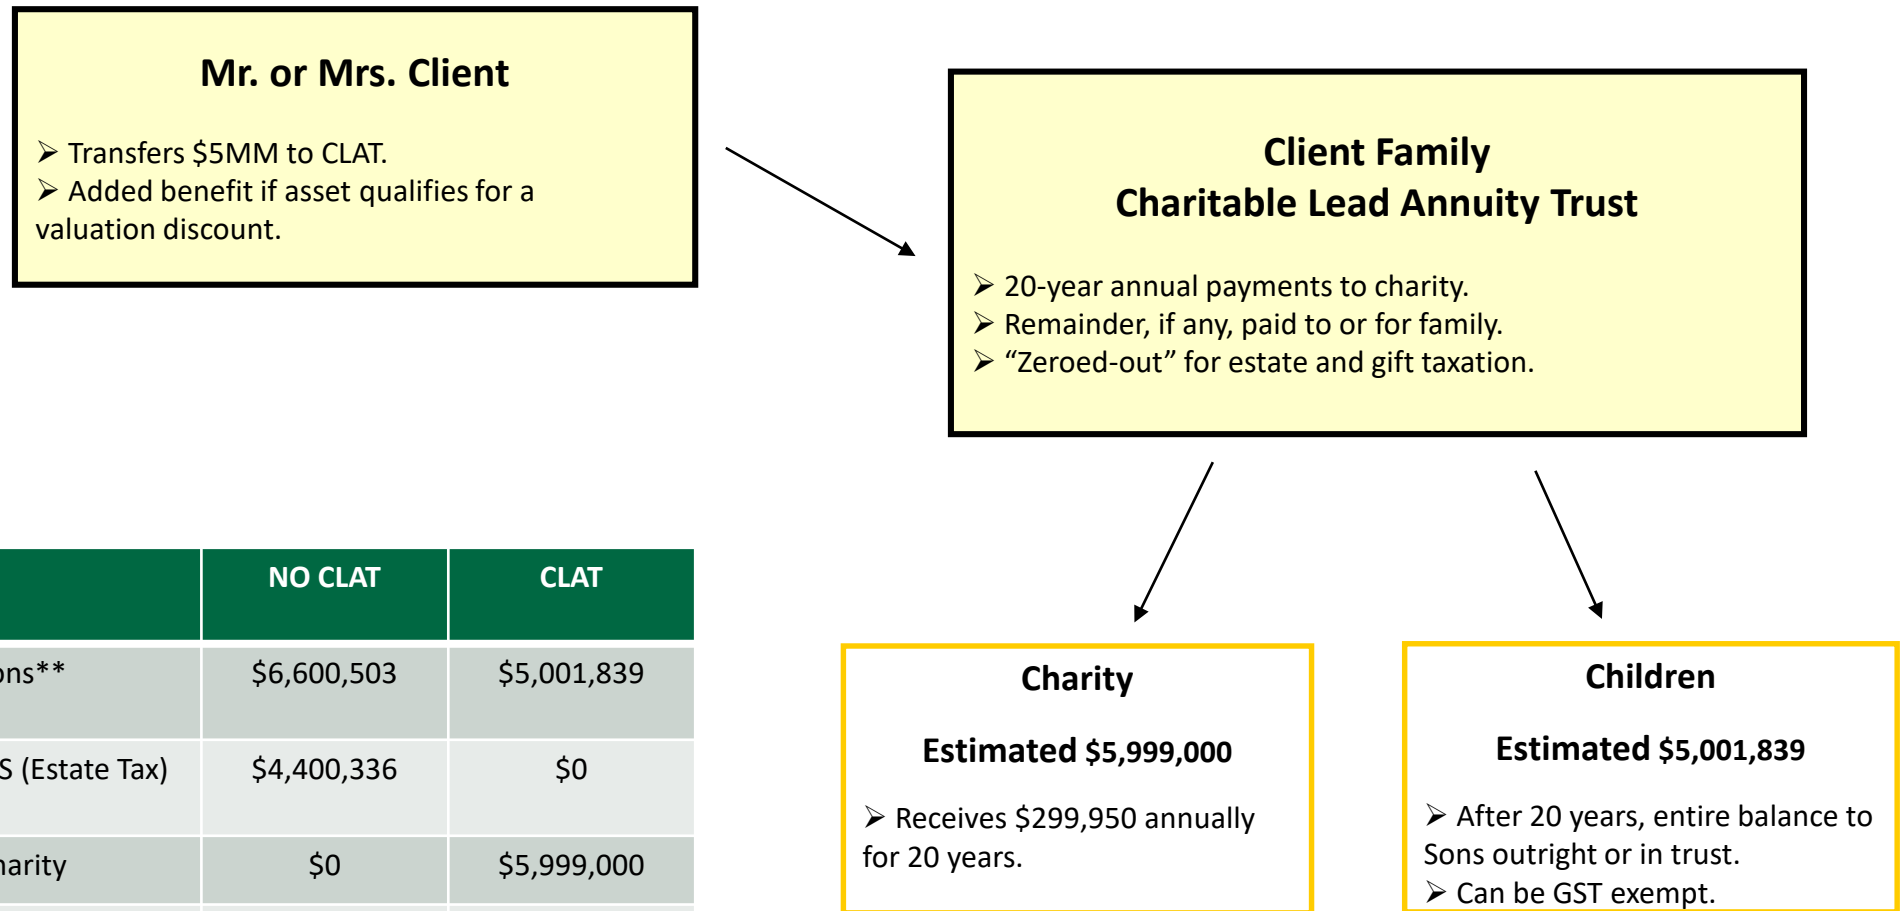 Mr. or Mrs. Client
➢ Transfers $5MM to CLAT.
➢ Added benefit if asset qualifies for a
valuation discount.
Client Family
Charitable Lead Annuity Trust
➢ 20-year annual payments to charity.
➢ Remainder, if any, paid to or for family.
➢ “Zeroed-out” for estate and gift taxation.
NO CLAT CLAT
ons** $6,600,503 $5,001,839
S (Estate Tax) $4,400,336 $0
harity $0 $5,999,000
Charity
Estimated $5,999,000
➢ Receives $299,950 annually
for 20 years.
Children
Estimated $5,001,839
➢ After 20 years, entire balance to
Sons outright or in trust.
➢ Can be GST exempt.